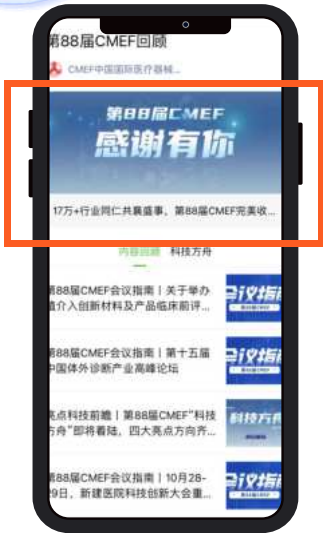 第88届CMEF回顾
CMEF中国国际医疗器械...
第88届CMEF
感谢有你
17万+行业同仁共襄盛事，第88届CMEF完美收...
内容回顾 科技方舟
第88届CMEF会议指南丨关于举办
植介入创新材料及产品临床前评...
会议指南
第88届CMEF会议指南丨第十五届
中国体外诊断产业高峰论坛
会议指南
亮点科技前瞻丨第88届CMEF“科技
方舟”即将着陆，四大亮点方向齐...
科技方舟
第88届CMEF会议指南丨10月28-
29日，新建医院科技创新大会重...
会议指南